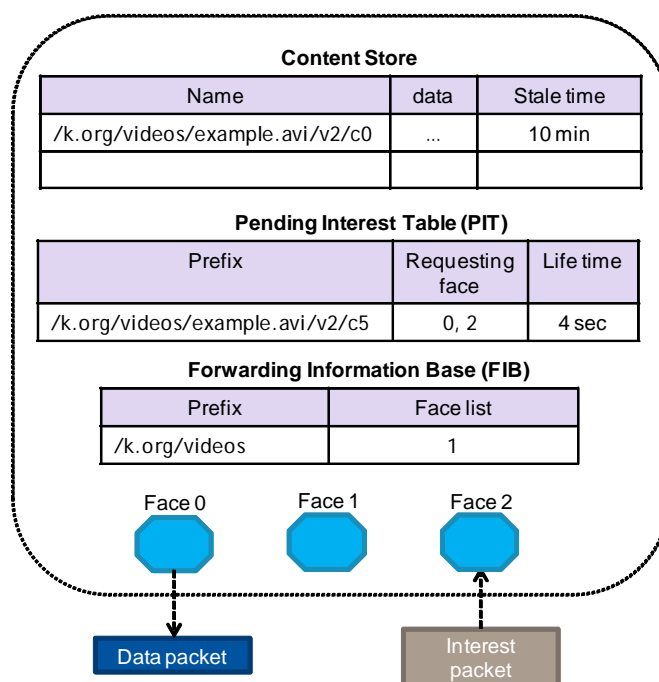 Content Store
Name data Stale time
/k.org/videos/example.avi/v2/c0 ... 10 min
Pending Interest Table (PIT)
Prefix Requesting face Life time
/k.org/videos/example.avi/v2/c5 0, 2 4 sec
Forwarding Information Base (FIB)
Prefix Face list
/k.org/videos 1
Face 0 Face 1 Face 2
Data packet
Interest
packet